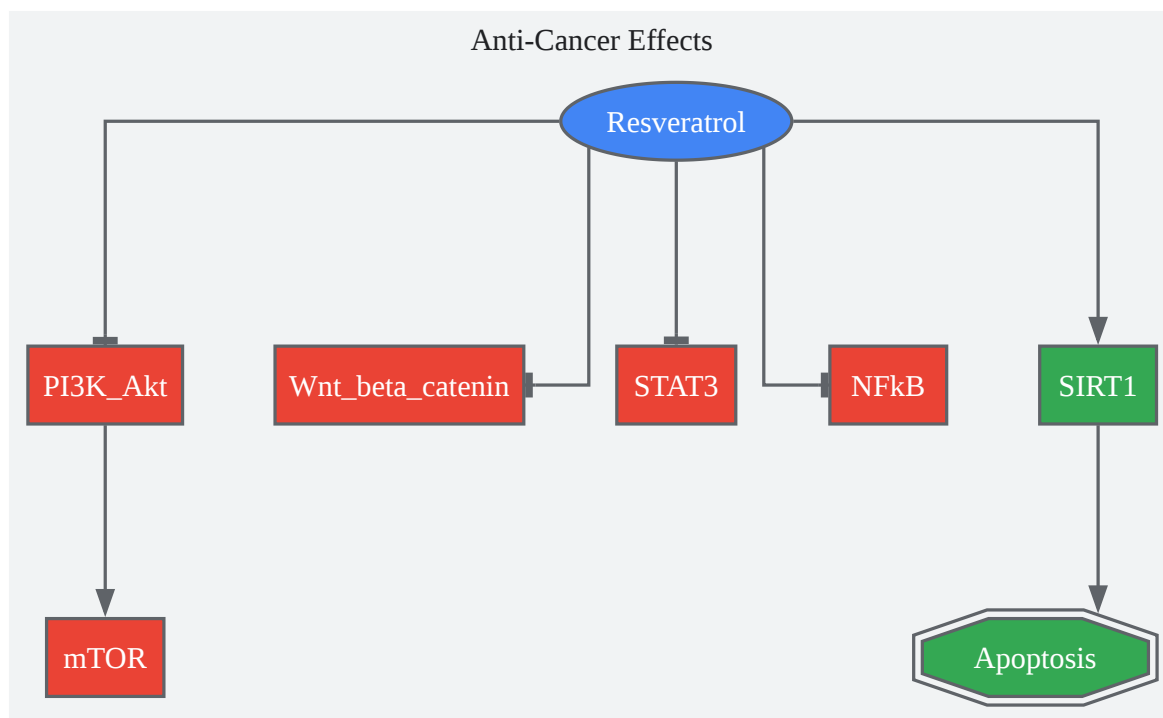 Anti-Cancer Effects
Resveratrol
PI3K_Akt
Wnt_beta_catenin
STAT3
NFkB
SIRT1
mTOR
Apoptosis